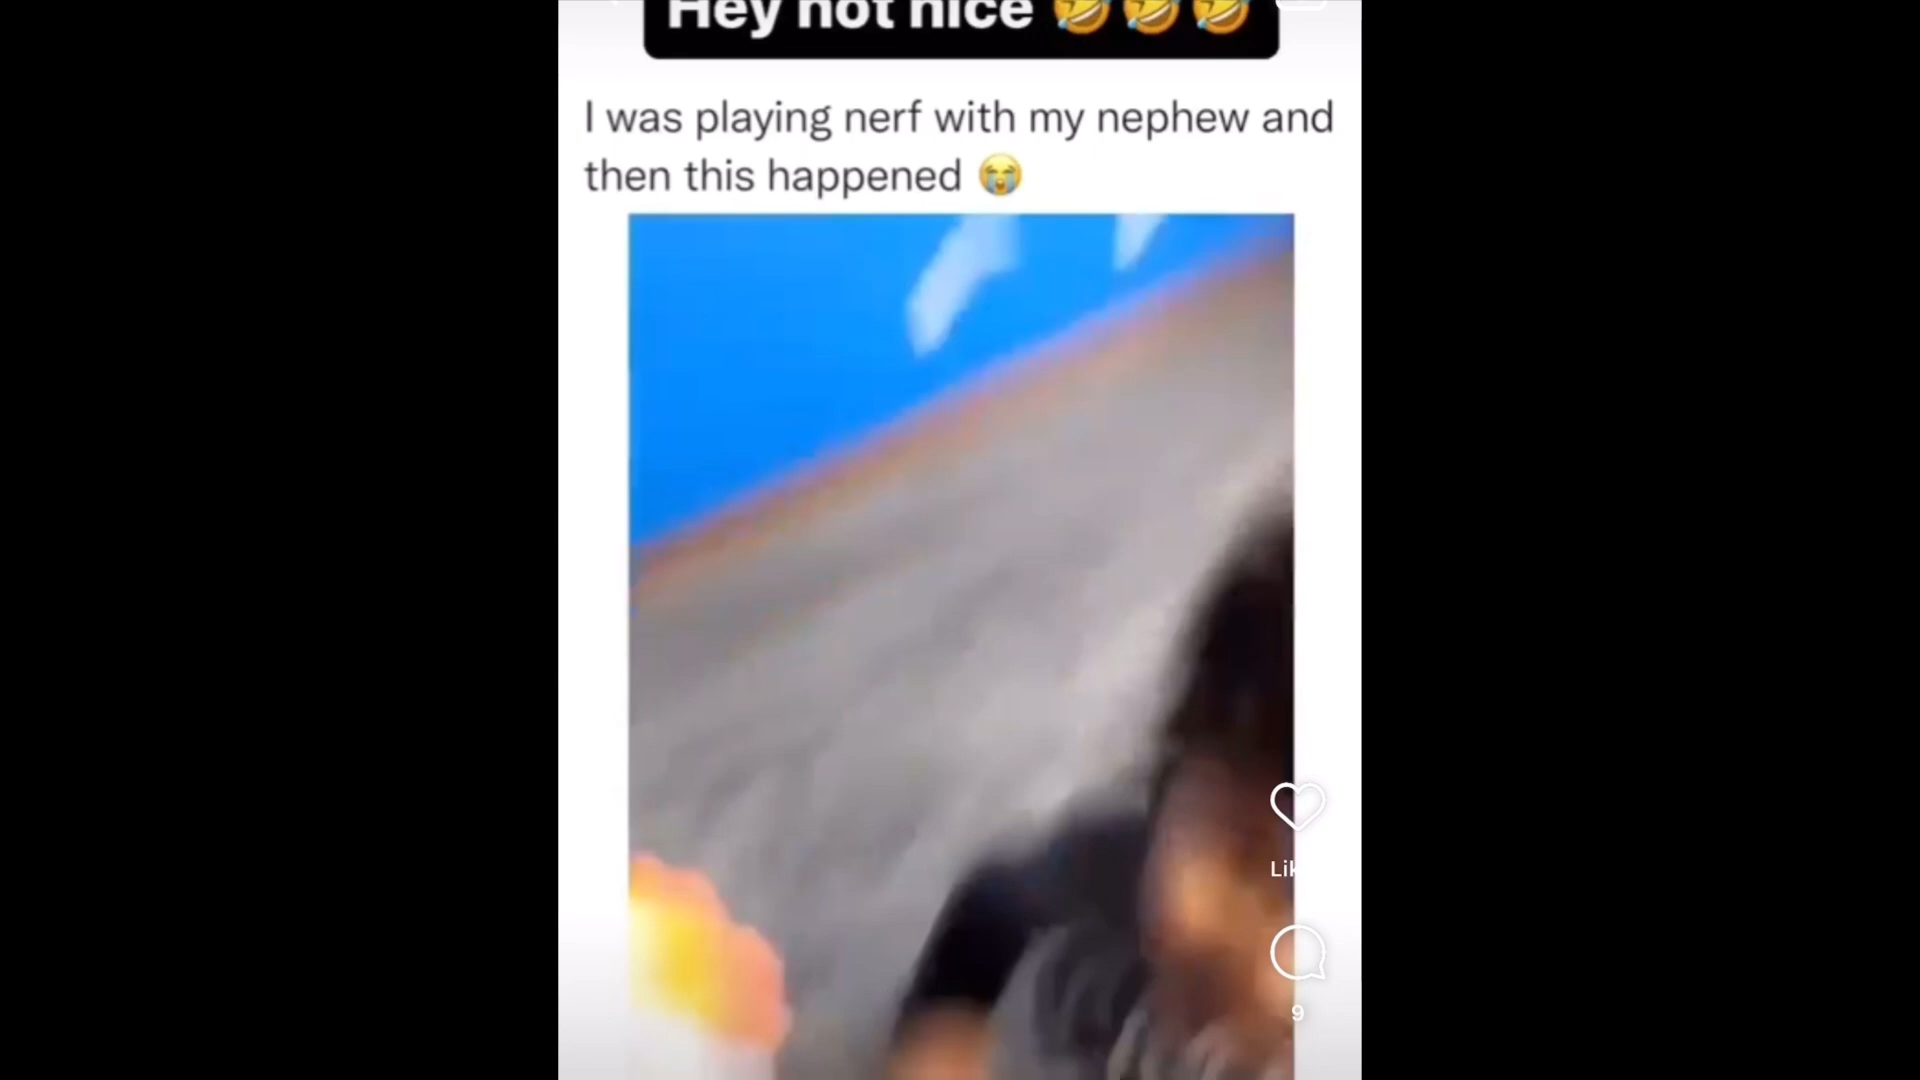 Hey not nice 🤣🤣🤣
I was playing nerf with my nephew and
then this happened 😭
9